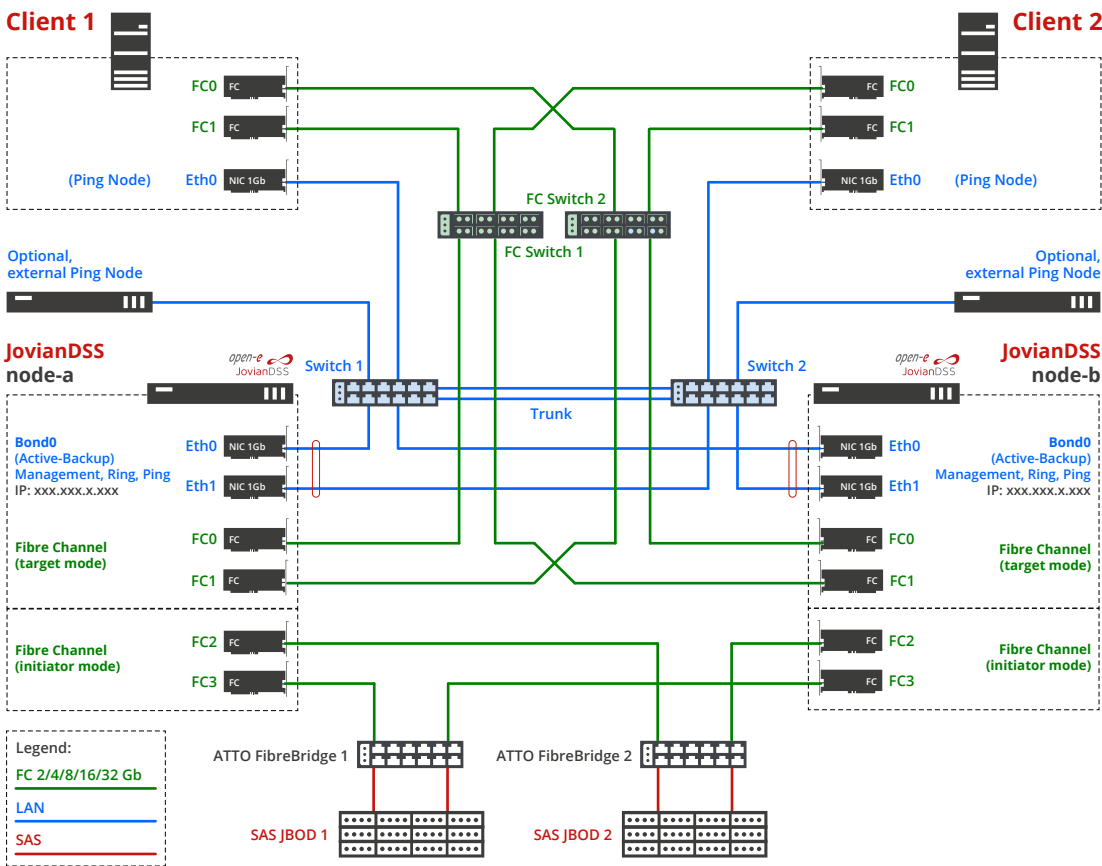 Client 1
Client 2
FC0
FC
FC
FC0
FC1
FC
FC
FC1
(Ping Node)
Eth0
NIC 1Gb
NIC 1Gb
Eth0
(Ping Node)
FC Switch 2
FC Switch 1
Optional,
external Ping Node
Optional,
external Ping Node
JovianDSS
node-a
open-e
JovianDSS
Switch 1
Switch 2
open-e
JovianDSS
JovianDSS
node-b
Trunk
Bond0
(Active-Backup)
Management, Ring, Ping
IP: xxx.xxx.x.xxx
Eth0
NIC 1Gb
Eth1
NIC 1Gb
NIC 1Gb
Eth0
NIC 1Gb
Eth1
Bond0
(Active-Backup)
Management, Ring, Ping
IP: xxx.xxx.x.xxx
Fibre Channel
(target mode)
FC0
FC
FC1
FC
FC
FC0
FC
FC1
Fibre Channel
(target mode)
Fibre Channel
(initiator mode)
FC2
FC
FC3
FC
FC
FC2
FC
FC3
Fibre Channel
(initiator mode)
Legend:
FC 2/4/8/16/32 Gb
LAN
SAS
ATTO FibreBridge 1
ATTO FibreBridge 2
SAS JBOD 1
SAS JBOD 2